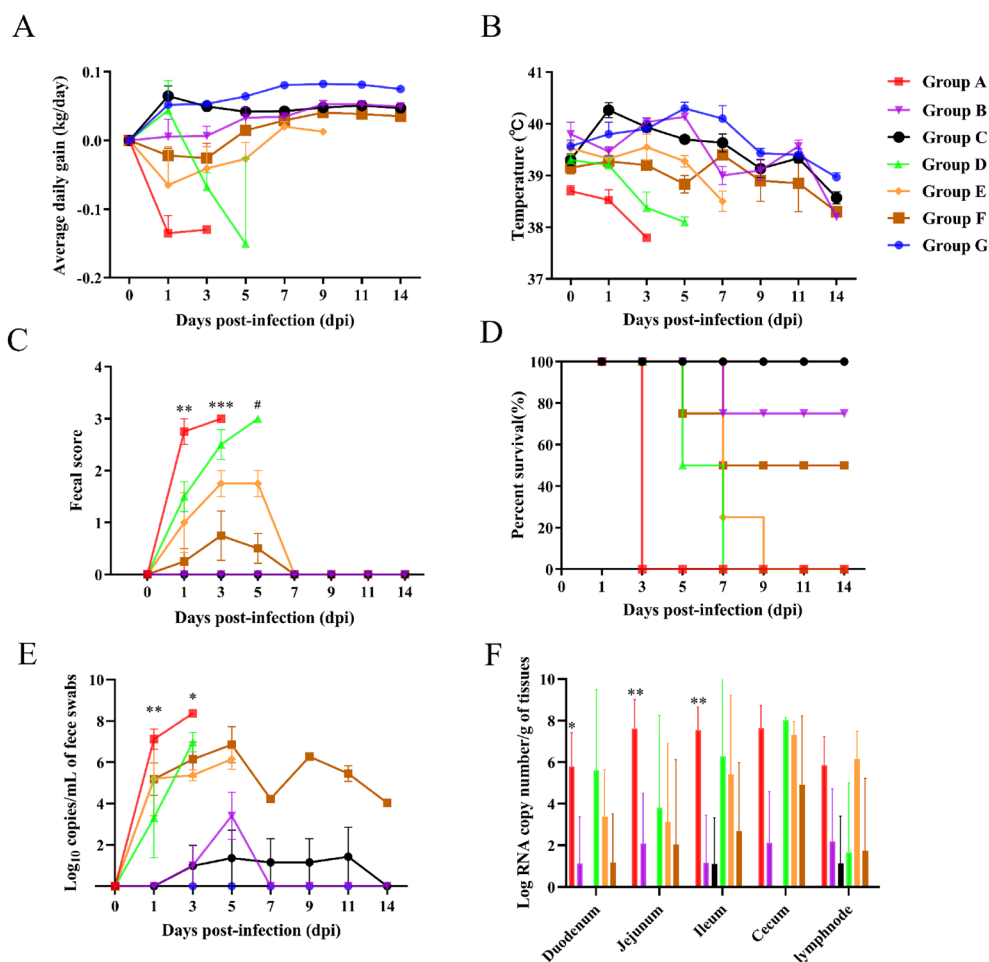 A
Average daily gain (kg/day)
0.1
0.0
-0.1
-0.2
0 1 3 5 7 9 11 14
Days post-infection (dpi)
B
Temperature ℃
41
40
39
38
37
0 1 3 5 7 9 11 14
Days post-infection (dpi)
Group A
Group B
Group C
Group D
Group E
Group F
Group G
C
Fecal score
4
3
2
1
0
** *** #
0 1 3 5 7 9 11 14
Days post-infection (dpi)
D
Percent survival(%)
100
80
60
40
20
0
0 1 3 5 7 9 11 14
Days post-infection (dpi)
E
Log10 copies/mL of fece swabs
10
8
6
4
2
** *
0 1 3 5 7 9 11 14
Days post-infection (dpi)
F
Log RNA copy number/g of tissues
10
8
6
4
2
0
* ** **
Duodenum
Jejunum
Ileum
Cecum
lymphnode